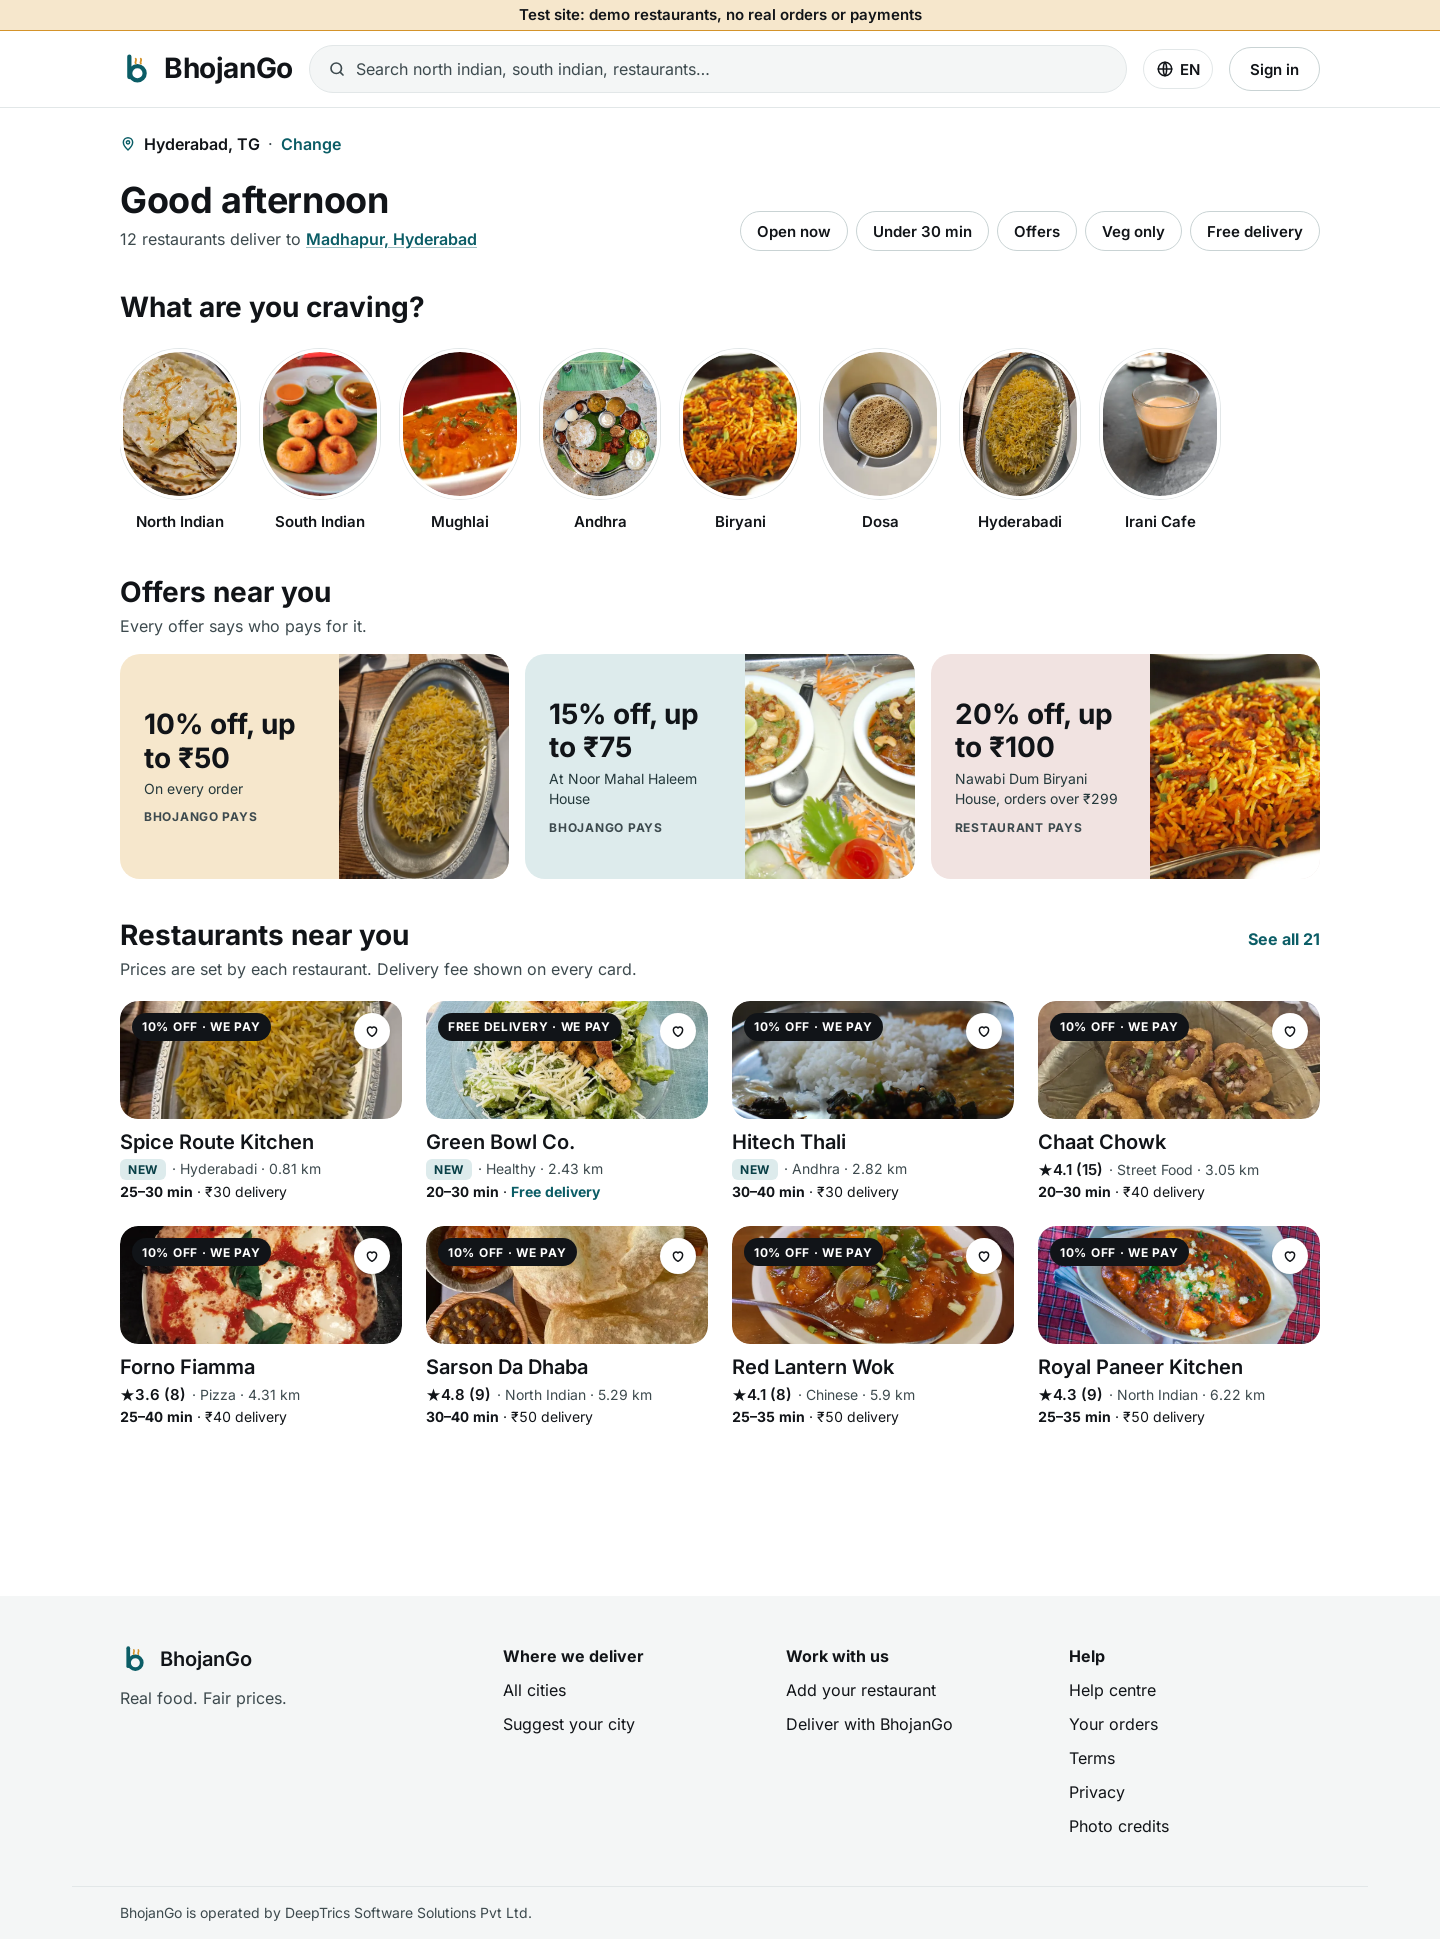 Test site: demo restaurants, no real orders or payments
BhojanGo
Search north indian, south indian, restaurants...
EN
Sign in
Hyderabad, TG · Change
Good afternoon
12 restaurants deliver to Madhapur, Hyderabad
Open now
Under 30 min
Offers
Veg only
Free delivery
What are you craving?
North Indian
South Indian
Mughlai
Andhra
Biryani
Dosa
Hyderabadi
Irani Cafe
Offers near you
Every offer says who pays for it.
10% off, up
to ₹50
On every order
BHOJANGO PAYS
15% off, up
to ₹75
At Noor Mahal Haleem
House
BHOJANGO PAYS
20% off, up
to ₹100
Nawabi Dum Biryani
House, orders over ₹299
RESTAURANT PAYS
Restaurants near you
See all 21
Prices are set by each restaurant. Delivery fee shown on every card.
10% OFF · WE PAY
Spice Route Kitchen
NEW · Hyderabadi · 0.81 km
25–30 min · ₹30 delivery
FREE DELIVERY · WE PAY
Green Bowl Co.
NEW · Healthy · 2.43 km
20–30 min · Free delivery
10% OFF · WE PAY
Hitech Thali
NEW · Andhra · 2.82 km
30–40 min · ₹30 delivery
10% OFF · WE PAY
Chaat Chowk
★4.1 (15) · Street Food · 3.05 km
20–30 min · ₹40 delivery
10% OFF · WE PAY
Forno Fiamma
★3.6 (8) · Pizza · 4.31 km
25–40 min · ₹40 delivery
10% OFF · WE PAY
Sarson Da Dhaba
★4.8 (9) · North Indian · 5.29 km
30–40 min · ₹50 delivery
10% OFF · WE PAY
Red Lantern Wok
★4.1 (8) · Chinese · 5.9 km
25–35 min · ₹50 delivery
10% OFF · WE PAY
Royal Paneer Kitchen
★4.3 (9) · North Indian · 6.22 km
25–35 min · ₹50 delivery
BhojanGo
Real food. Fair prices.
Where we deliver
All cities
Suggest your city
Work with us
Add your restaurant
Deliver with BhojanGo
Help
Help centre
Your orders
Terms
Privacy
Photo credits
BhojanGo is operated by DeepTrics Software Solutions Pvt Ltd.